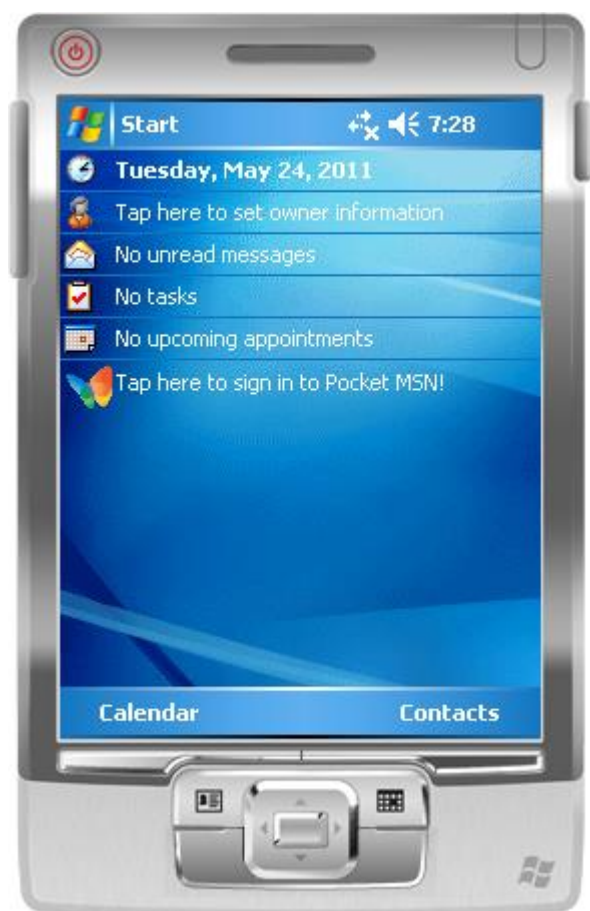 Start 7:28
Tuesday, May 24, 2011
Tap here to set owner information
No unread messages
No tasks
No upcoming appointments
Tap here to sign in to Pocket MSN!
Calendar Contacts